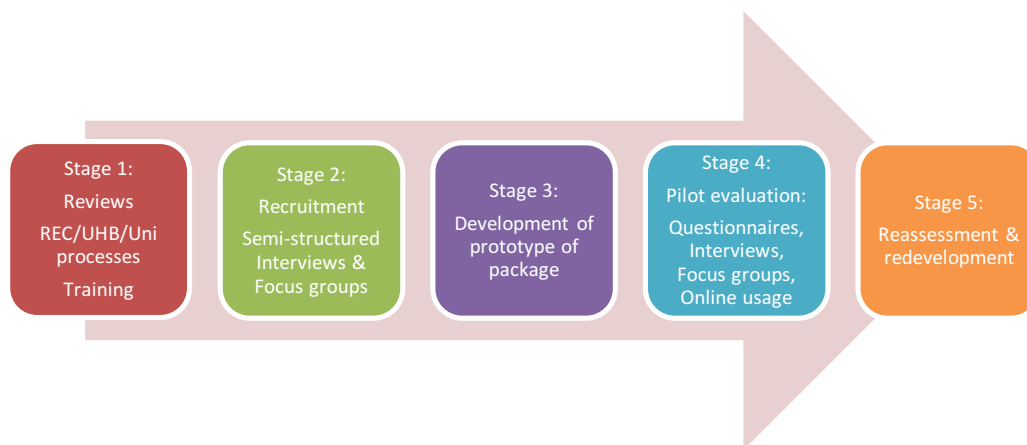 Stage 1:
Reviews
REC/UHB/Uni
processes
Training
Stage 2:
Recruitment
Semi-structured
Interviews &
Focus groups
Stage 3:
Development of
prototype of
package
Stage 4:
Pilot evaluation:
Questionnaires,
Interviews,
Focus groups,
Online usage
Stage 5:
Reassessment &
redevelopment